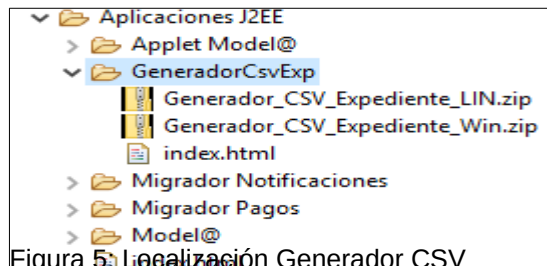 Aplicaciones J2EE
Applet Model@
GeneradorCsvExp
Generador_CSV_Expediente_LIN.zip
Generador_CSV_Expediente_Win.zip
index.html
Migrador Notificaciones
Migrador Pagos
Model@
Figura 5: Localización Generador CSV